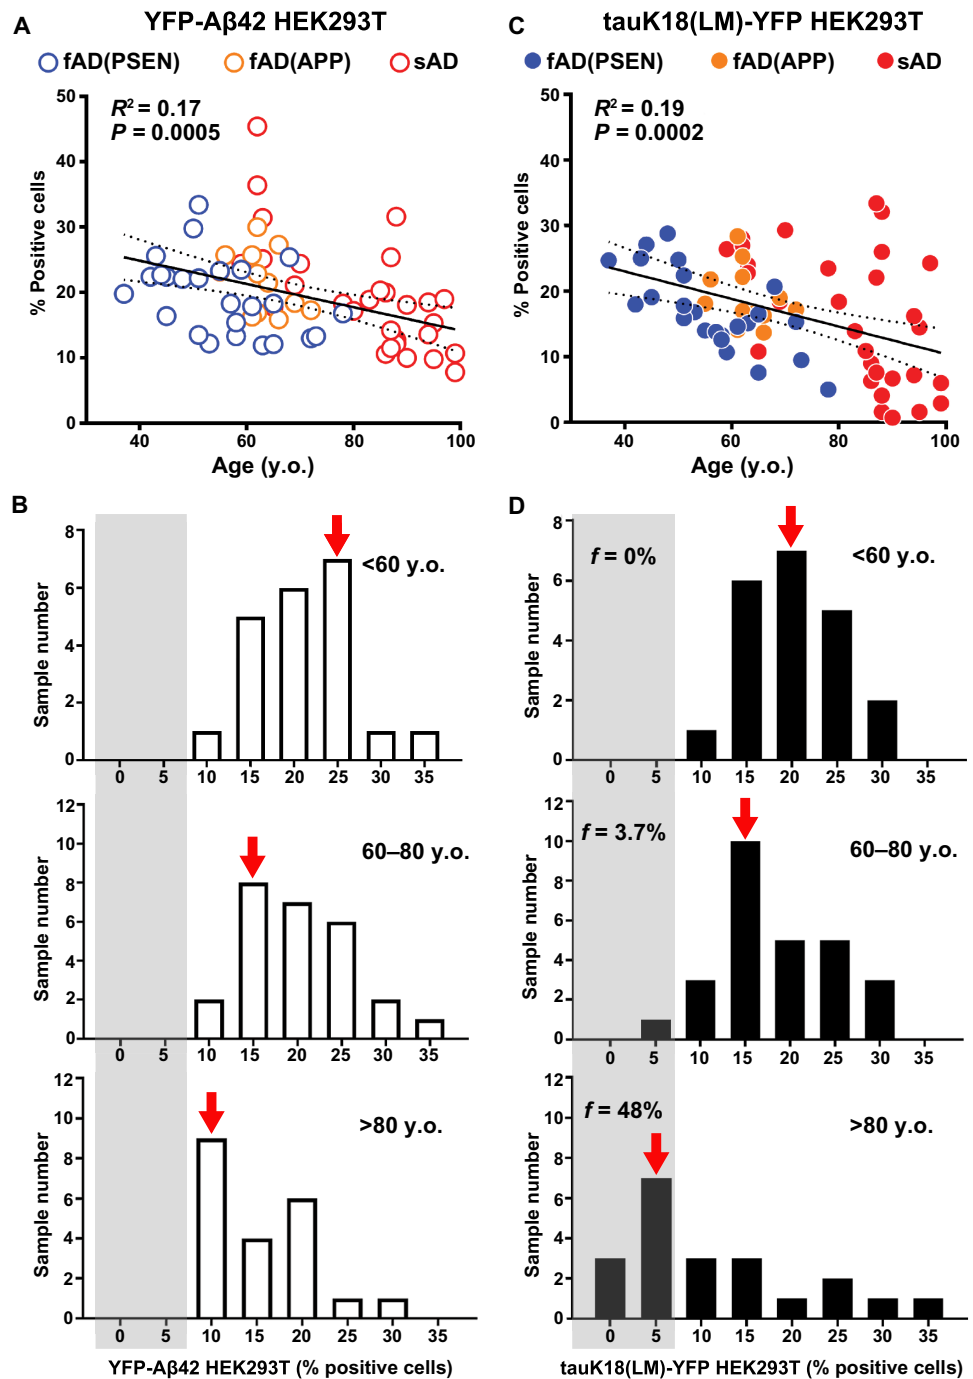 A
YFP-Aβ42 HEK293T
fAD(PSEN) fAD(APP) sAD
R² = 0.17
P = 0.0005
% Positive cells
50
40
30
20
10
0
40 60 80 100
Age (y.o.)
C
tauK18(LM)-YFP HEK293T
fAD(PSEN) fAD(APP) sAD
R² = 0.19
P = 0.0002
% Positive cells
50
40
30
20
10
0
40 60 80 100
Age (y.o.)
B
<60 y.o.
Sample number
8
6
4
2
0
0 5 10 15 20 25 30 35
60–80 y.o.
Sample number
12
10
8
6
4
2
0
0 5 10 15 20 25 30 35
>80 y.o.
Sample number
12
10
8
6
4
2
0
0 5 10 15 20 25 30 35
YFP-Aβ42 HEK293T (% positive cells)
D
f = 0%
<60 y.o.
Sample number
8
6
4
2
0
0 5 10 15 20 25 30 35
f = 3.7%
60–80 y.o.
Sample number
12
10
8
6
4
2
0
0 5 10 15 20 25 30 35
f = 48%
>80 y.o.
Sample number
12
10
8
6
4
2
0
0 5 10 15 20 25 30 35
tauK18(LM)-YFP HEK293T (% positive cells)